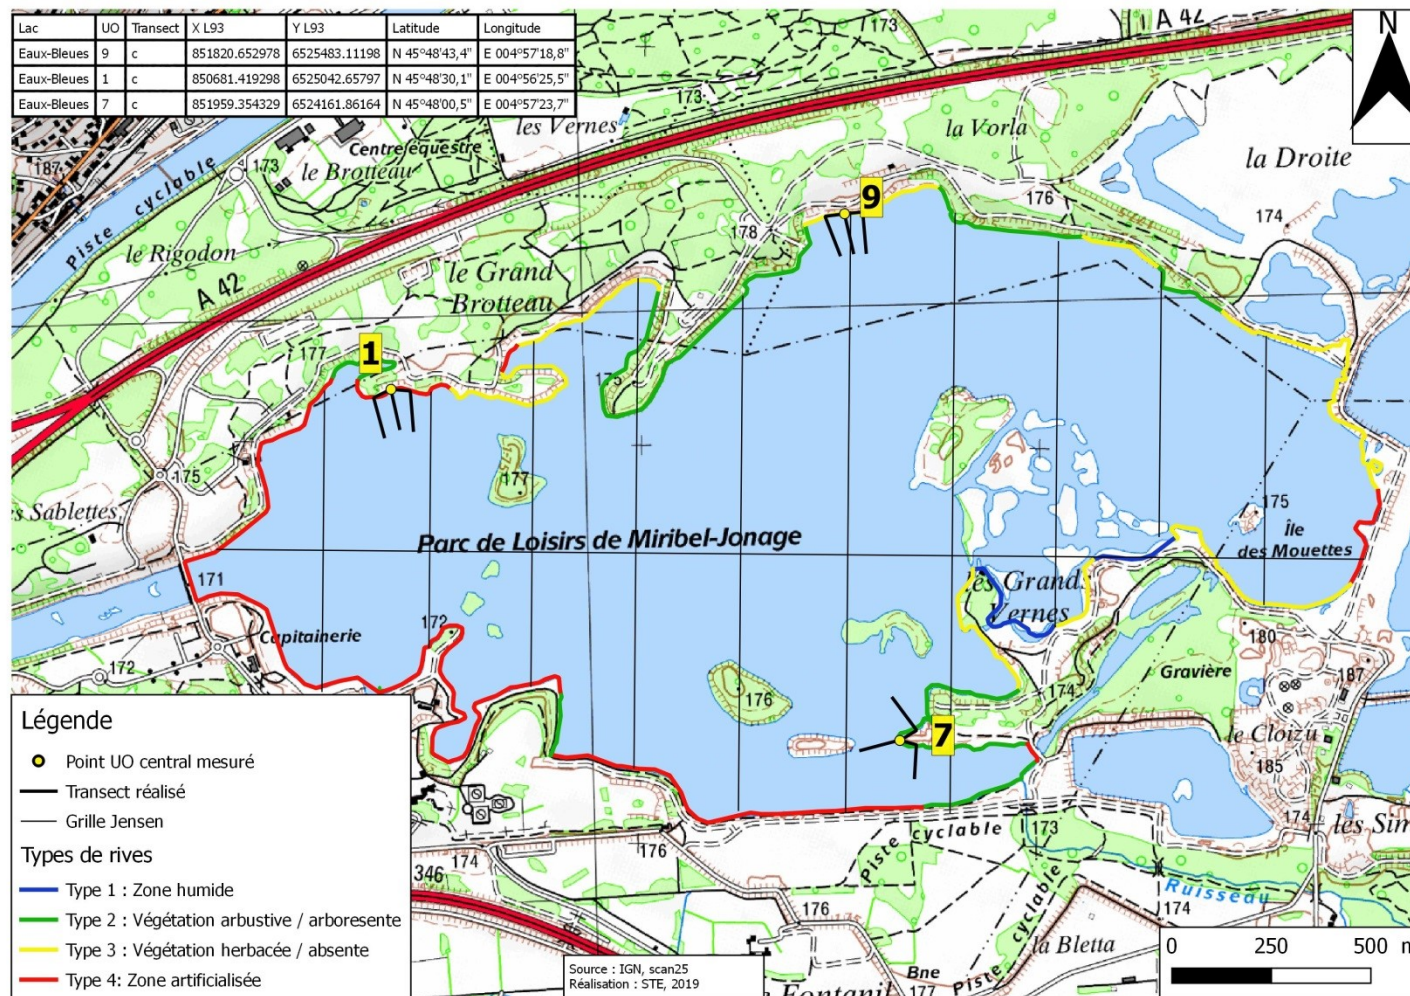 Lac UO Transect X L93 Y L93 Latitude Longitude
Eaux-Bleues 9 c 851820.652978 6525483.11198 N 45°48'43,4" E 004°57'18,8"
Eaux-Bleues 1 c 850681.419298 6525042.65797 N 45°48'30,1" E 004°56'25,5"
Eaux-Bleues 7 c 851959.354329 6524161.86164 N 45°48'00,5" E 004°57'23,7"
173
A 42
N
173
les Vernes
la Vorla
187
Piste cyclable
173
Centre équestre
le Brotteau
la Droite
9
176
174
178
le Rigodon
A 42
le Grand
Brotteau
177
1
175
177
175
s Sablettes
175
Parc de Loisirs de Miribel-Jonage
Île
des Mouettes
171
les Grands
Vernes
172
Capitainerie
180
172
Gravière
187
176
174
7
le Cloizu
185
Légende
Point UO central mesuré
Transect réalisé
Grille Jensen
Types de rives
Type 1 : Zone humide
Type 2 : Végétation arbustive / arboresente
Type 3 : Végétation herbacée / absente
Type 4: Zone artificialisée
174
176
Piste cyclable
173
174
les Sim
346
Piste cyclable
Ruisseau
174
176
la Bletta
Bne
177
Fontanil
Source : IGN, scan25
Réalisation : STE, 2019
0 250 500 m